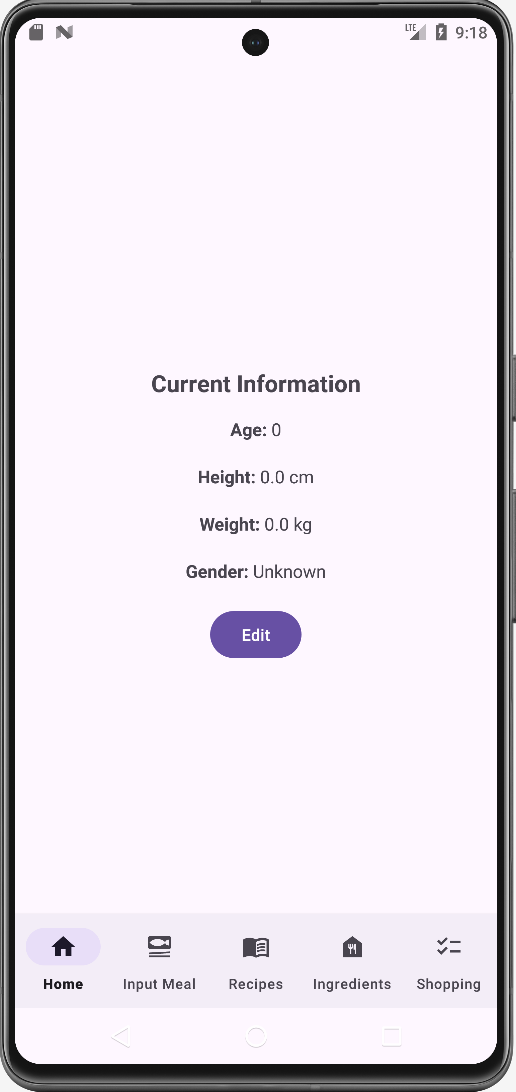 LTE 9:18
Current Information
Age: 0
Height: 0.0 cm
Weight: 0.0 kg
Gender: Unknown
Edit
Home Input Meal Recipes Ingredients Shopping